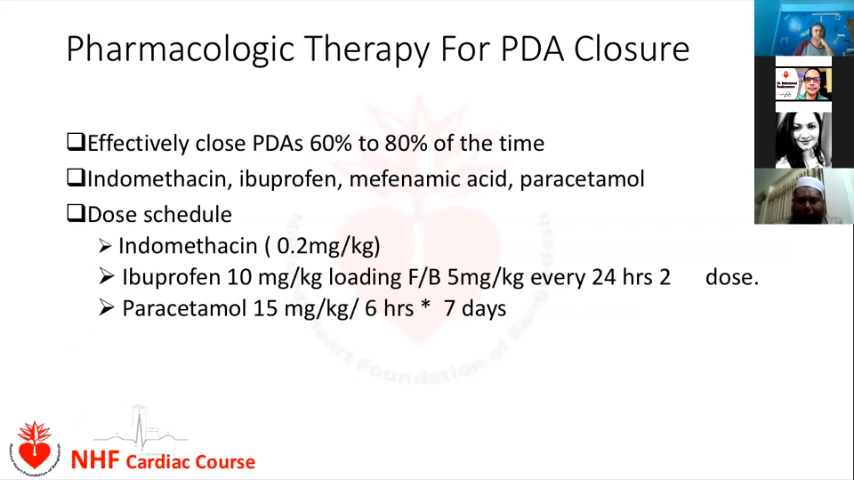 Pharmacologic Therapy For PDA Closure
Effectively close PDAs 60% to 80% of the time
Indomethacin, ibuprofen, mefenamic acid, paracetamol
Dose schedule
Indomethacin ( 0.2mg/kg)
Ibuprofen 10 mg/kg loading F/B 5mg/kg every 24 hrs 2 dose.
Paracetamol 15 mg/kg/ 6 hrs * 7 days
NHF Cardiac Course